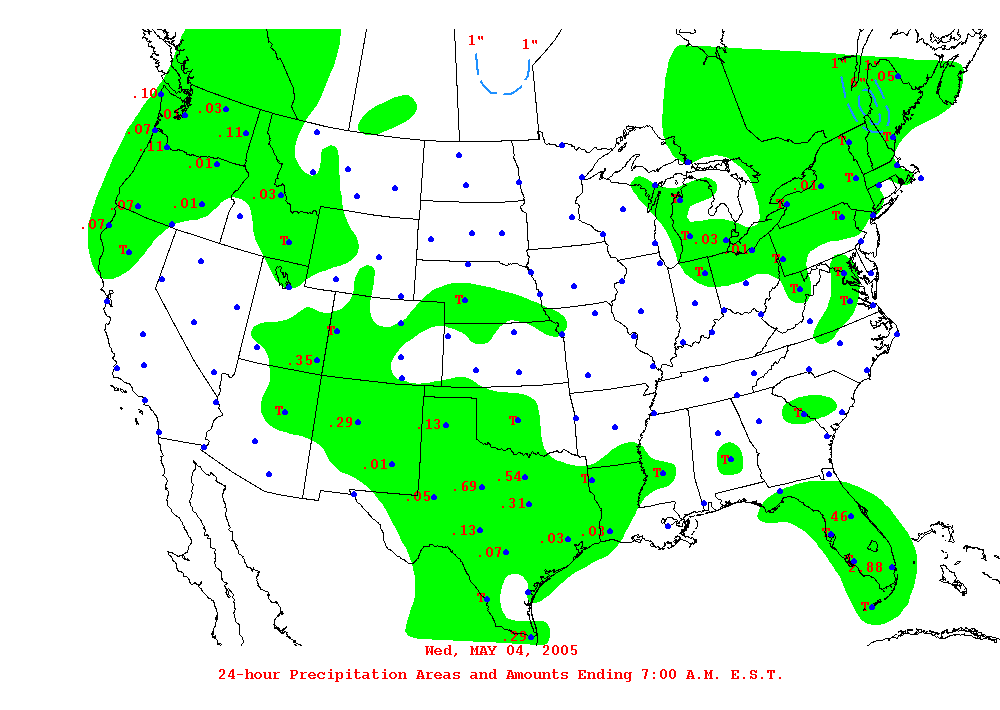 1" 1"
1"
.05
.10
.03
.07
.11
.11
T
T
.01
T
.03
.04
.07
.01
T
T
.07
T
T
T
.03
.01
T
T
T
T
T
T
T
.35
T
T
.29
.13
T
T
.01
T
T
.54
.69
.05
.31
.46
.13
.03
.03
T
.07
.88
T
T
.29
Wed, MAY 04, 2005
24-hour Precipitation Areas and Amounts Ending 7:00 A.M. E.S.T.